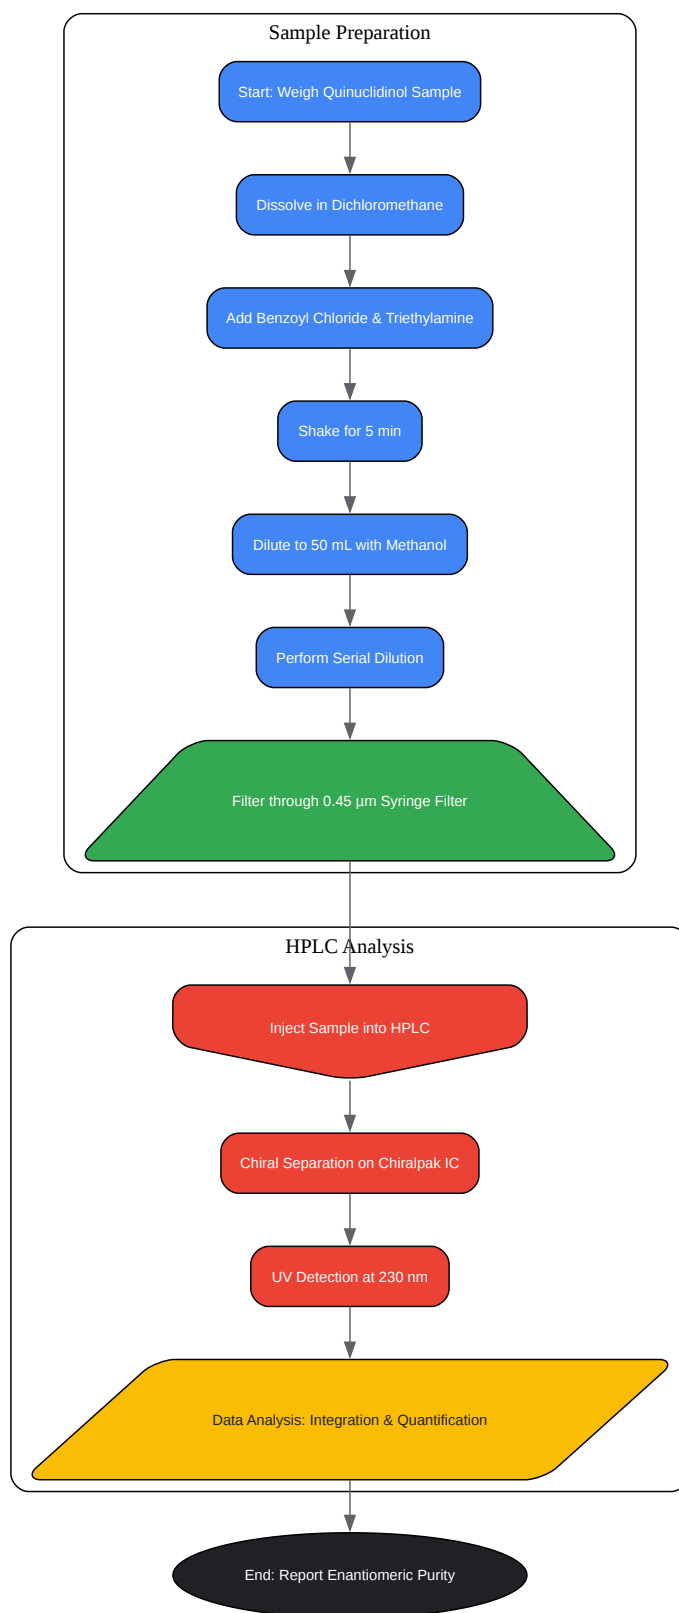 Sample Preparation
Start: Weigh Quinuclidinol Sample
Dissolve in Dichloromethane
Add Benzoyl Chloride & Triethylamine
Shake for 5 min
Dilute to 50 mL with Methanol
Perform Serial Dilution
Filter through 0.45 µm Syringe Filter
HPLC Analysis
Inject Sample into HPLC
Chiral Separation on Chiralpak IC
UV Detection at 230 nm
Data Analysis: Integration & Quantification
End: Report Enantiomeric Purity